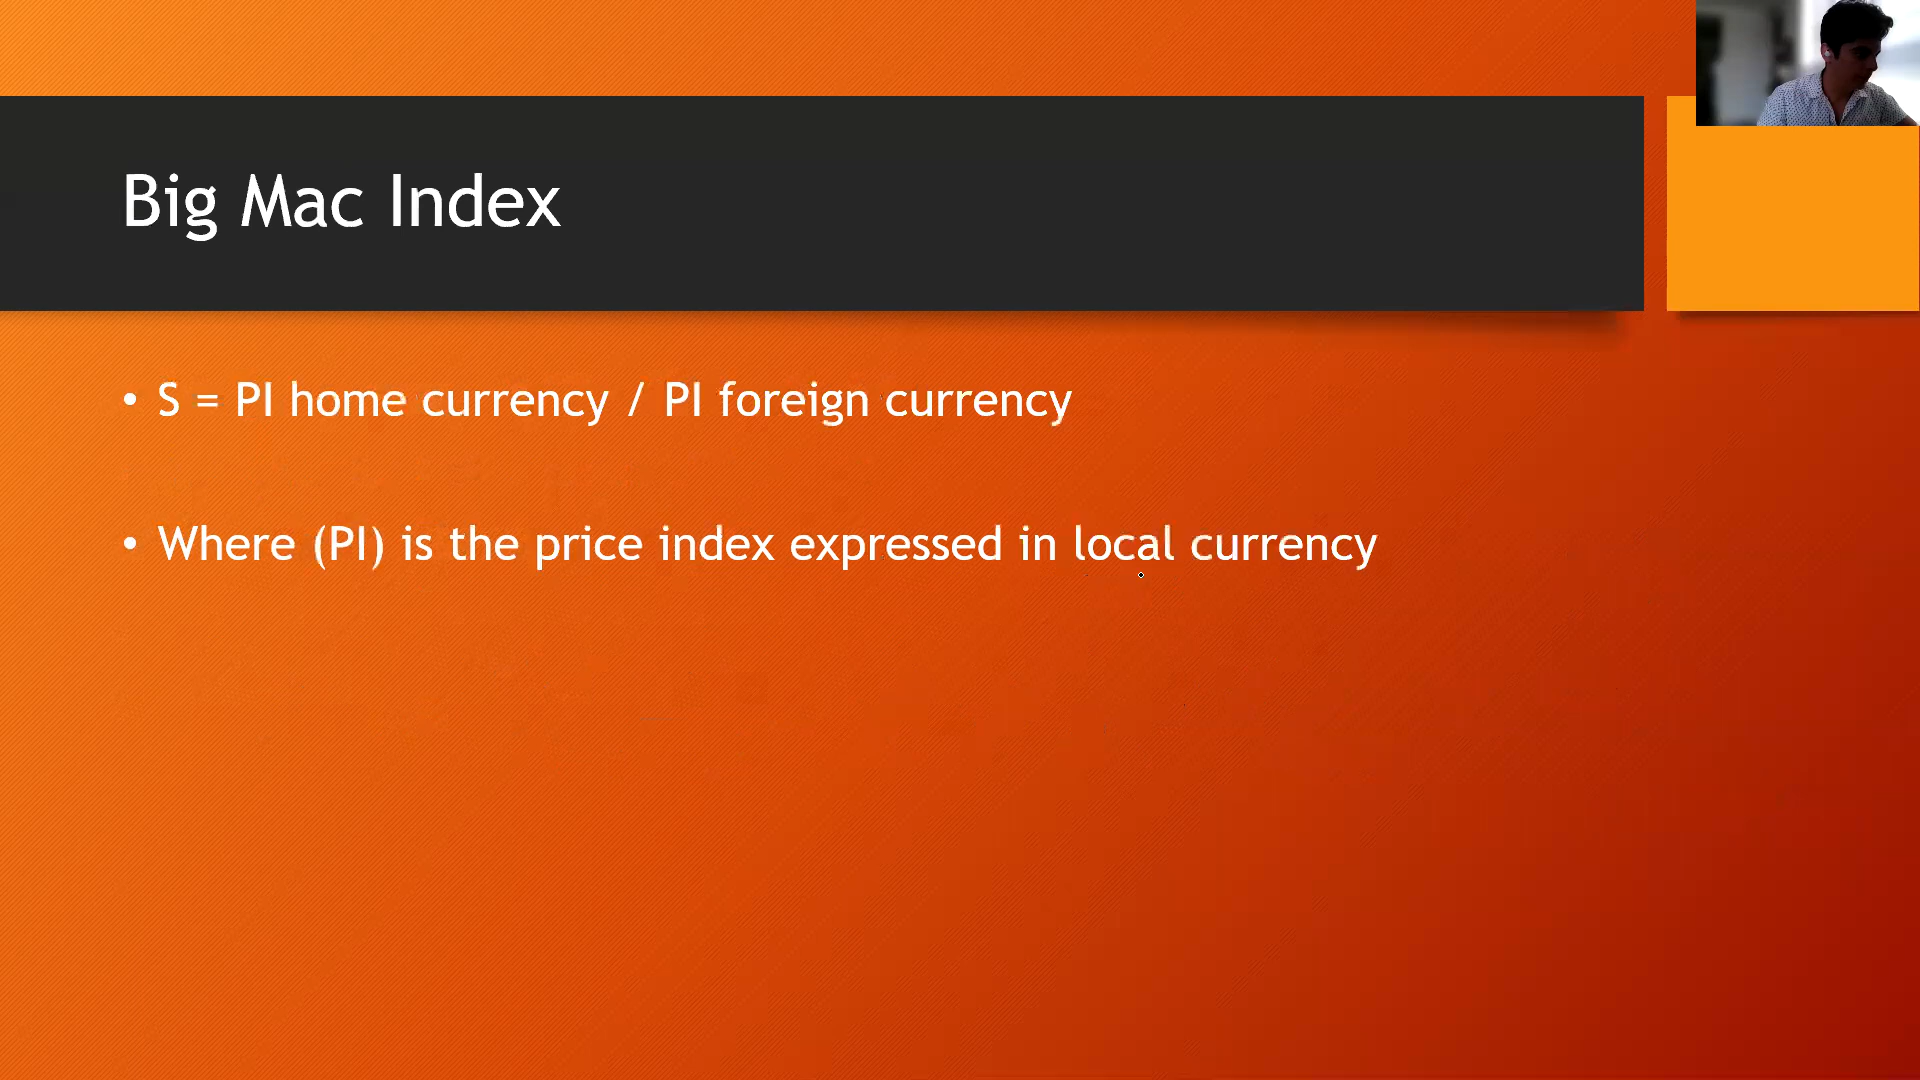 Big Mac Index
• S = PI home currency / PI foreign currency
• Where (PI) is the price index expressed in local currency